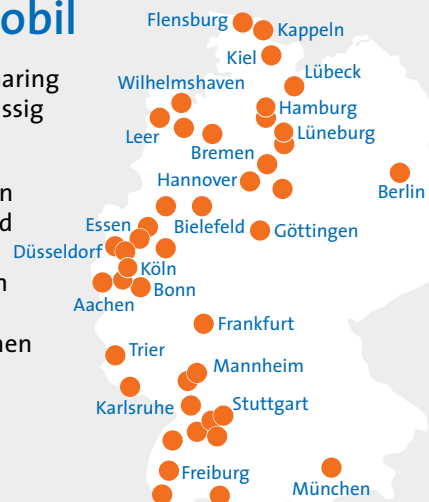 obil
aring
ssig
n
d
n
nen
Flensburg
Kappeln
Kiel
Lübeck
Wilhelmshaven
Hamburg
Leer
Lüneburg
Bremen
Hannover
Berlin
Essen
Bielefeld
Göttingen
Düsseldorf
Köln
Bonn
Aachen
Frankfurt
Trier
Mannheim
Karlsruhe
Stuttgart
Freiburg
München